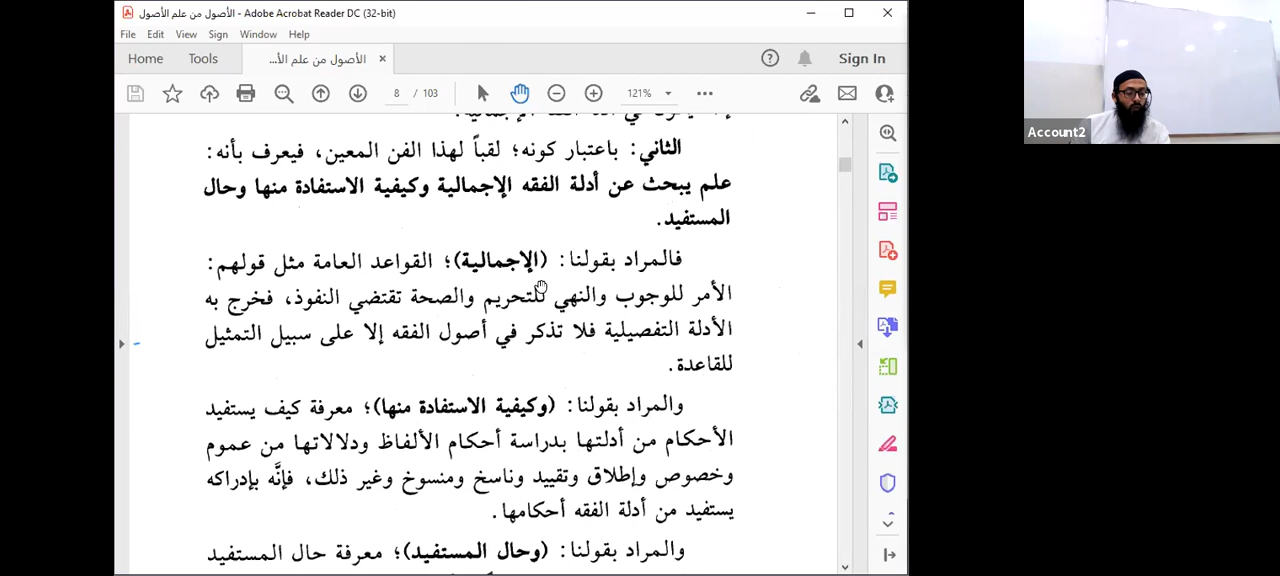 الأصول من علم الأصول - Adobe Acrobat Reader DC (32-bit)
File Edit View Sign Window Help
Home Tools الأصول من علم الأ... × Sign In
8 / 103 121%
الثاني: باعتبار كونه؛ لقباً لهذا الفن المعين، فيعرف بأنه:
علم يبحث عن أدلة الفقه الإجمالية وكيفية الاستفادة منها وحال
المستفيد.
فالمراد بقولنا: (الإجمالية)؛ القواعد العامة مثل قولهم:
الأمر للوجوب والنهي للتحريم والصحة تقتضي النفوذ، فخرج به
الأدلة التفصيلية فلا تذكر في أصول الفقه إلا على سبيل التمثيل
للقاعدة.
والمراد بقولنا: (وكيفية الاستفادة منها)؛ معرفة كيف يستفيد
الأحكام من أدلتها بدراسة أحكام الألفاظ ودلالاتها من عموم
وخصوص وإطلاق وتقييد وناسخ ومنسوخ وغير ذلك، فإنَّه بإدراكه
يستفيد من أدلة الفقه أحكامها.
والمراد بقولنا: (وحال المستفيد)؛ معرفة حال المستفيد
Account2